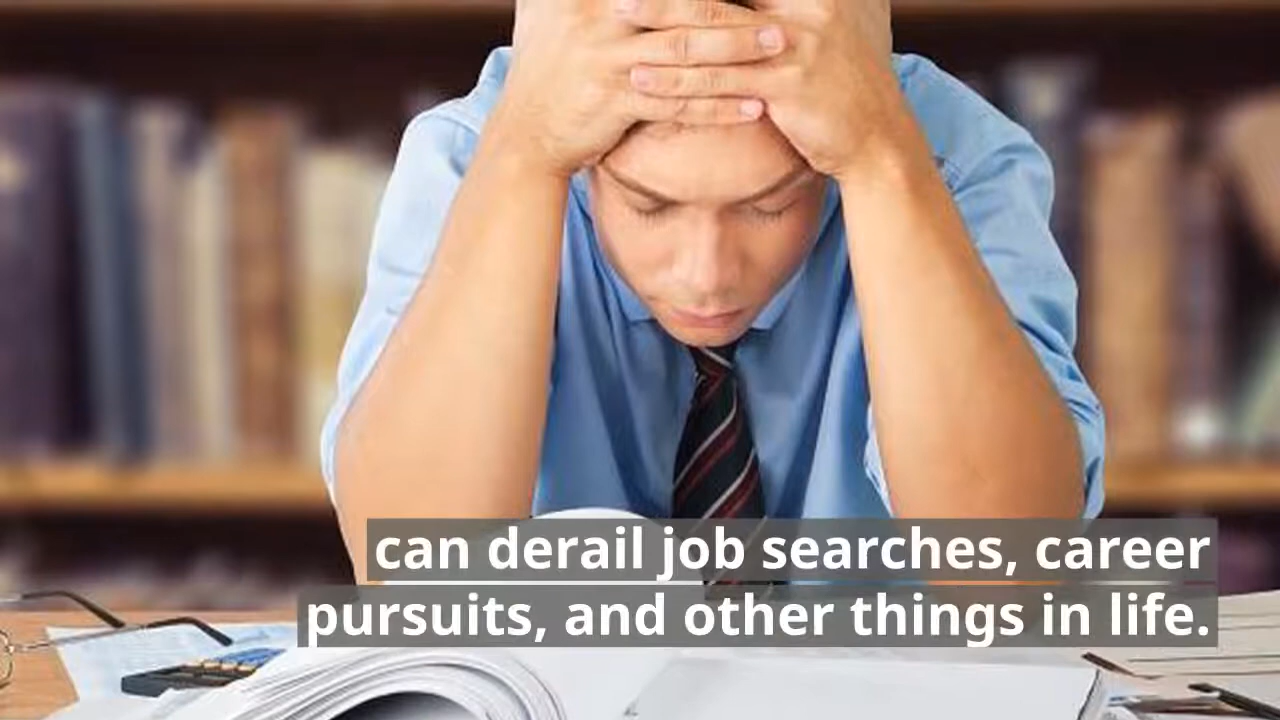 can derail job searches, career
pursuits, and other things in life.